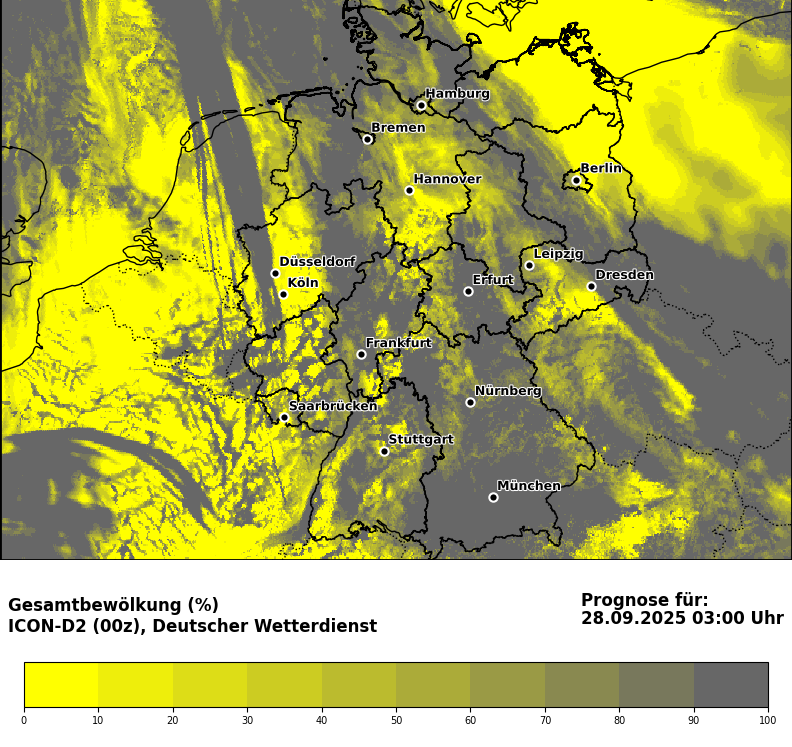 Hamburg
Bremen
Berlin
Hannover
Leipzig
Düsseldorf
Dresden
Köln
Erfurt
Frankfurt
Nürnberg
Saarbrücken
Stuttgart
München
Gesamtbewölkung (%)
ICON-D2 (00z), Deutscher Wetterdienst
Prognose für:
28.09.2025 03:00 Uhr
0 10 20 30 40 50 60 70 80 90 100